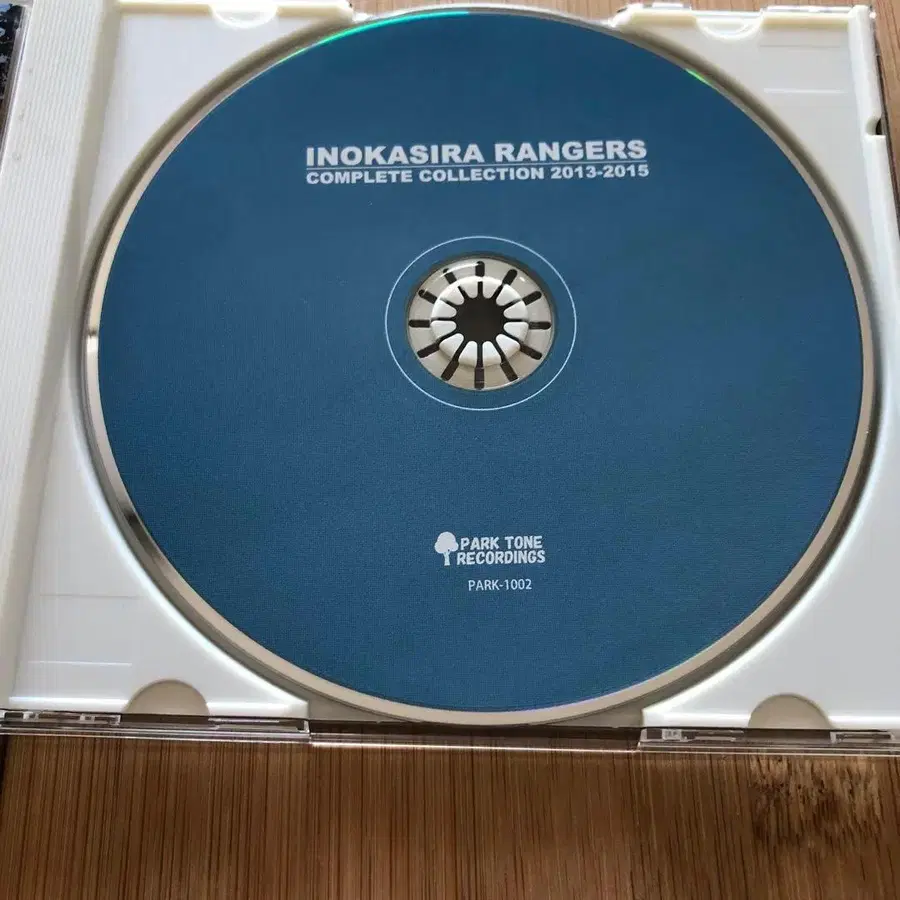 INOKASIRA RANGERS
COMPLETE COLLECTION 2013-2015
PARK TONE
RECORDINGS
PARK-1002